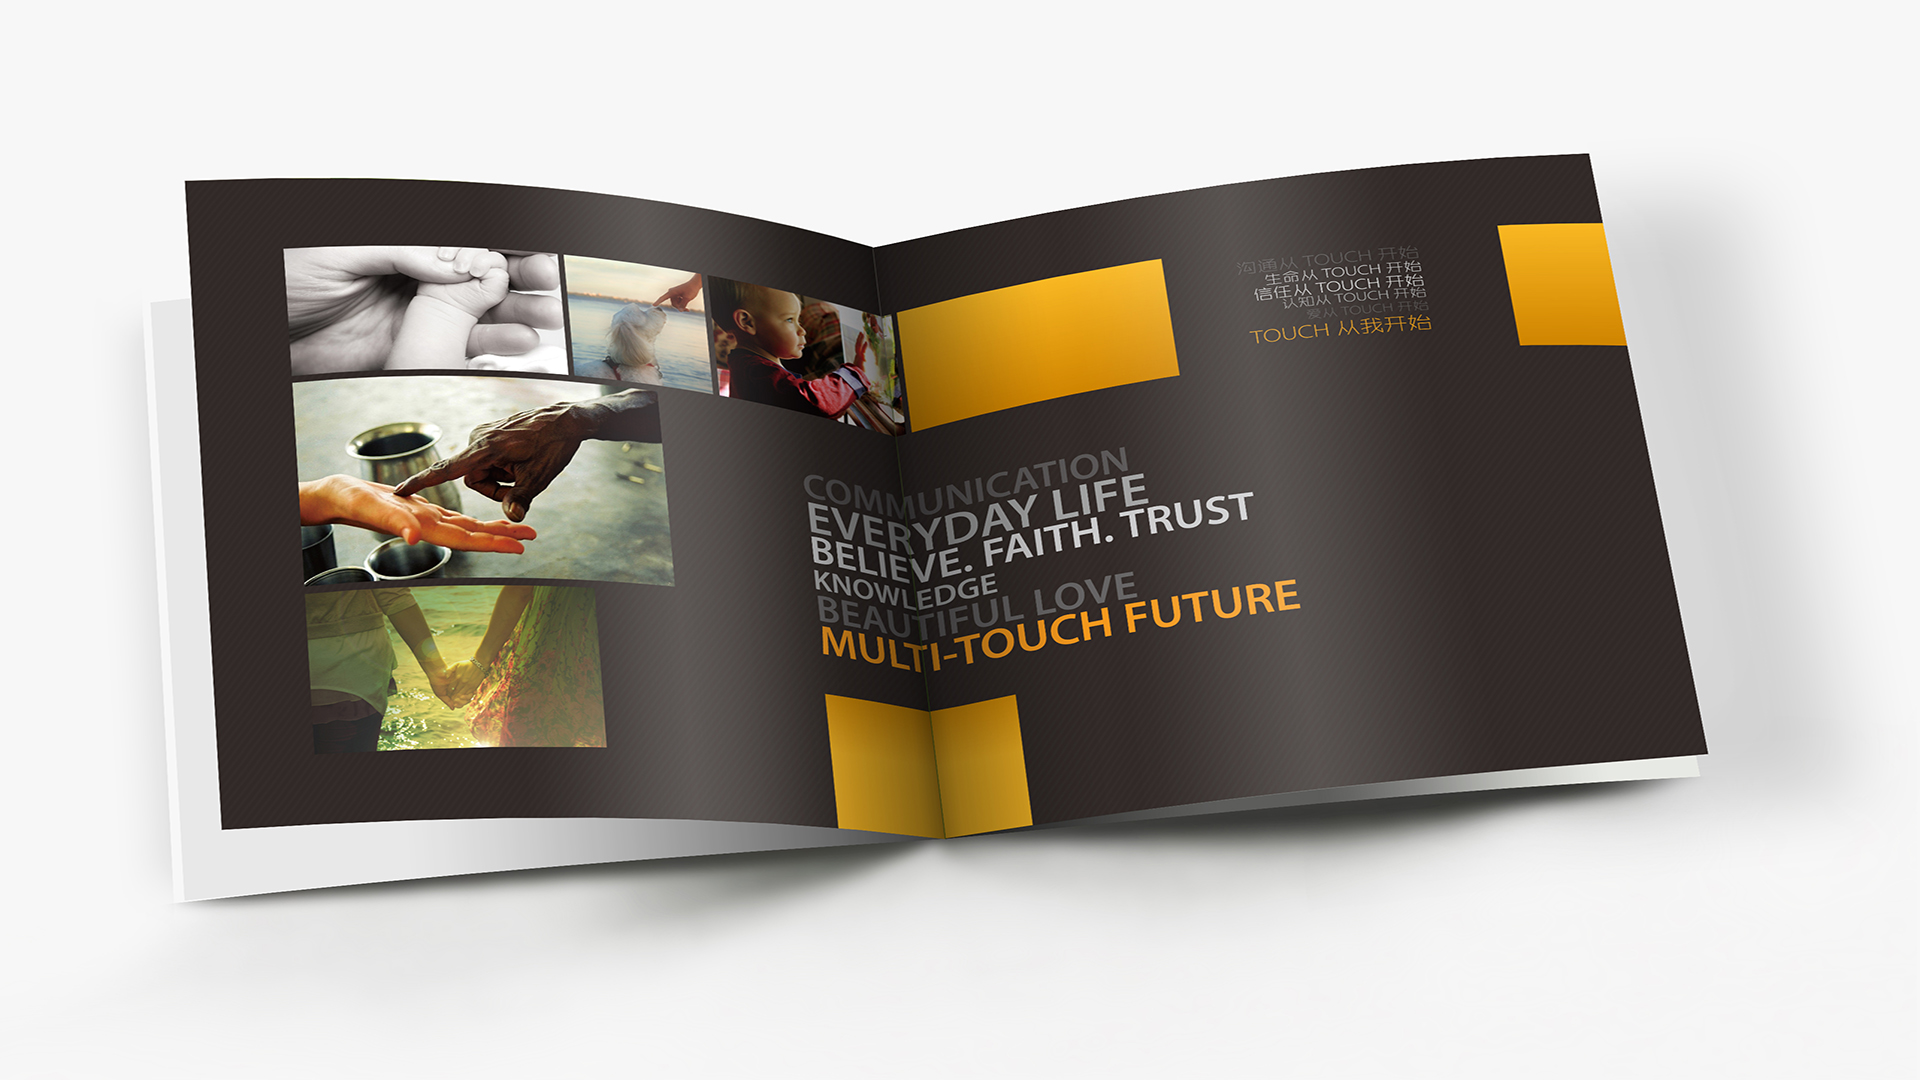 COMMUNICATION
EVERYDAY LIFE
BELIEVE. FAITH. TRUST
KNOWLEDGE
BEAUTIFUL LOVE
MULTI-TOUCH FUTURE
沟通从 TOUCH 开始
生命从 TOUCH 开始
信任从 TOUCH 开始
认知从 TOUCH 开始
爱从 TOUCH 开始
TOUCH 从我开始